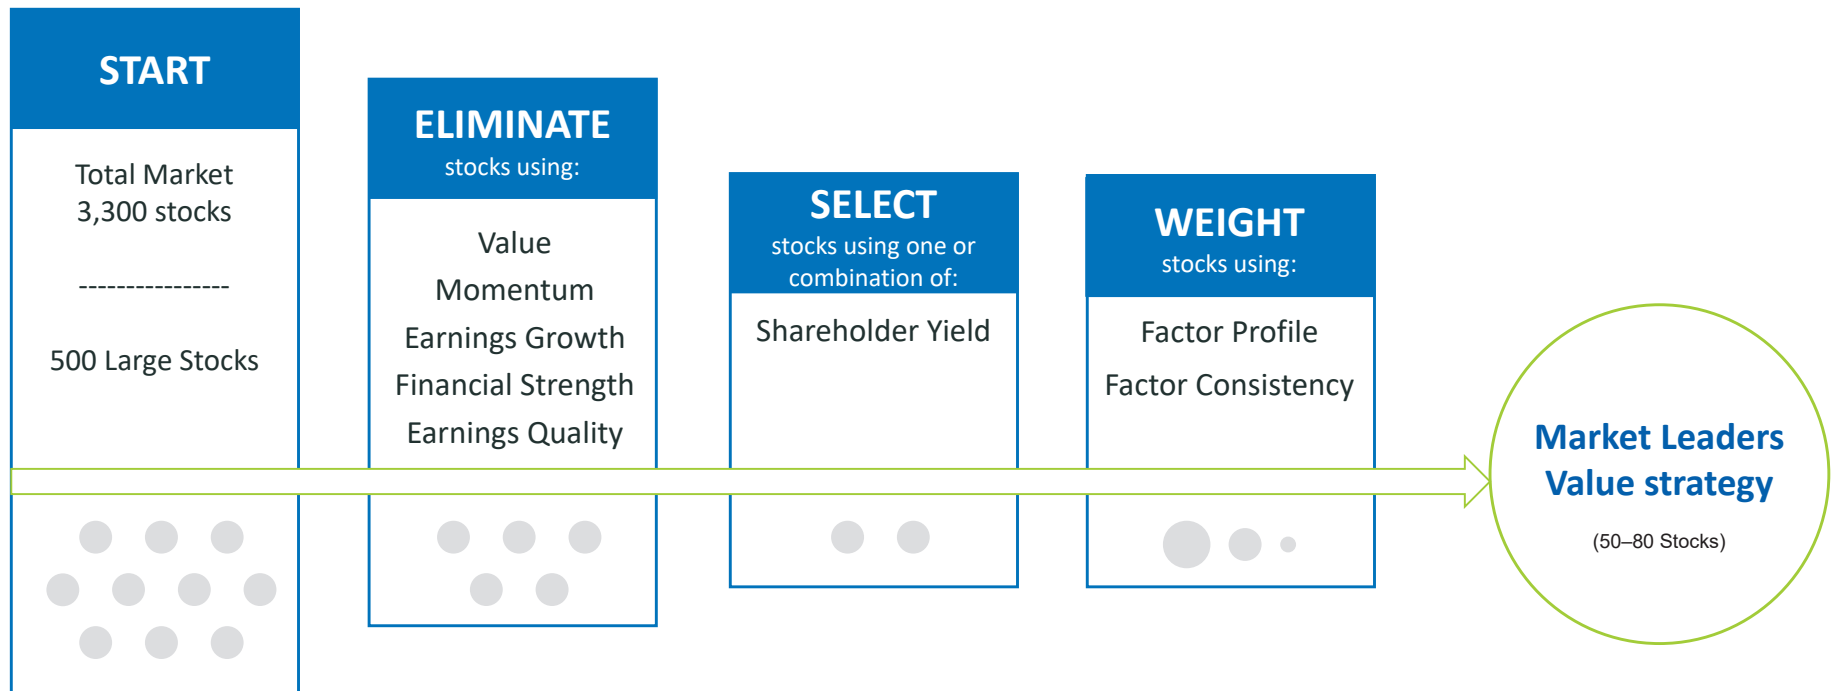 START
Total Market
3,300 stocks
----------------
500 Large Stocks
ELIMINATE
stocks using:
Value
Momentum
Earnings Growth
Financial Strength
Earnings Quality
SELECT
stocks using one or
combination of:
Shareholder Yield
WEIGHT
stocks using:
Factor Profile
Factor Consistency
Market Leaders
Value strategy
(50–80 Stocks)